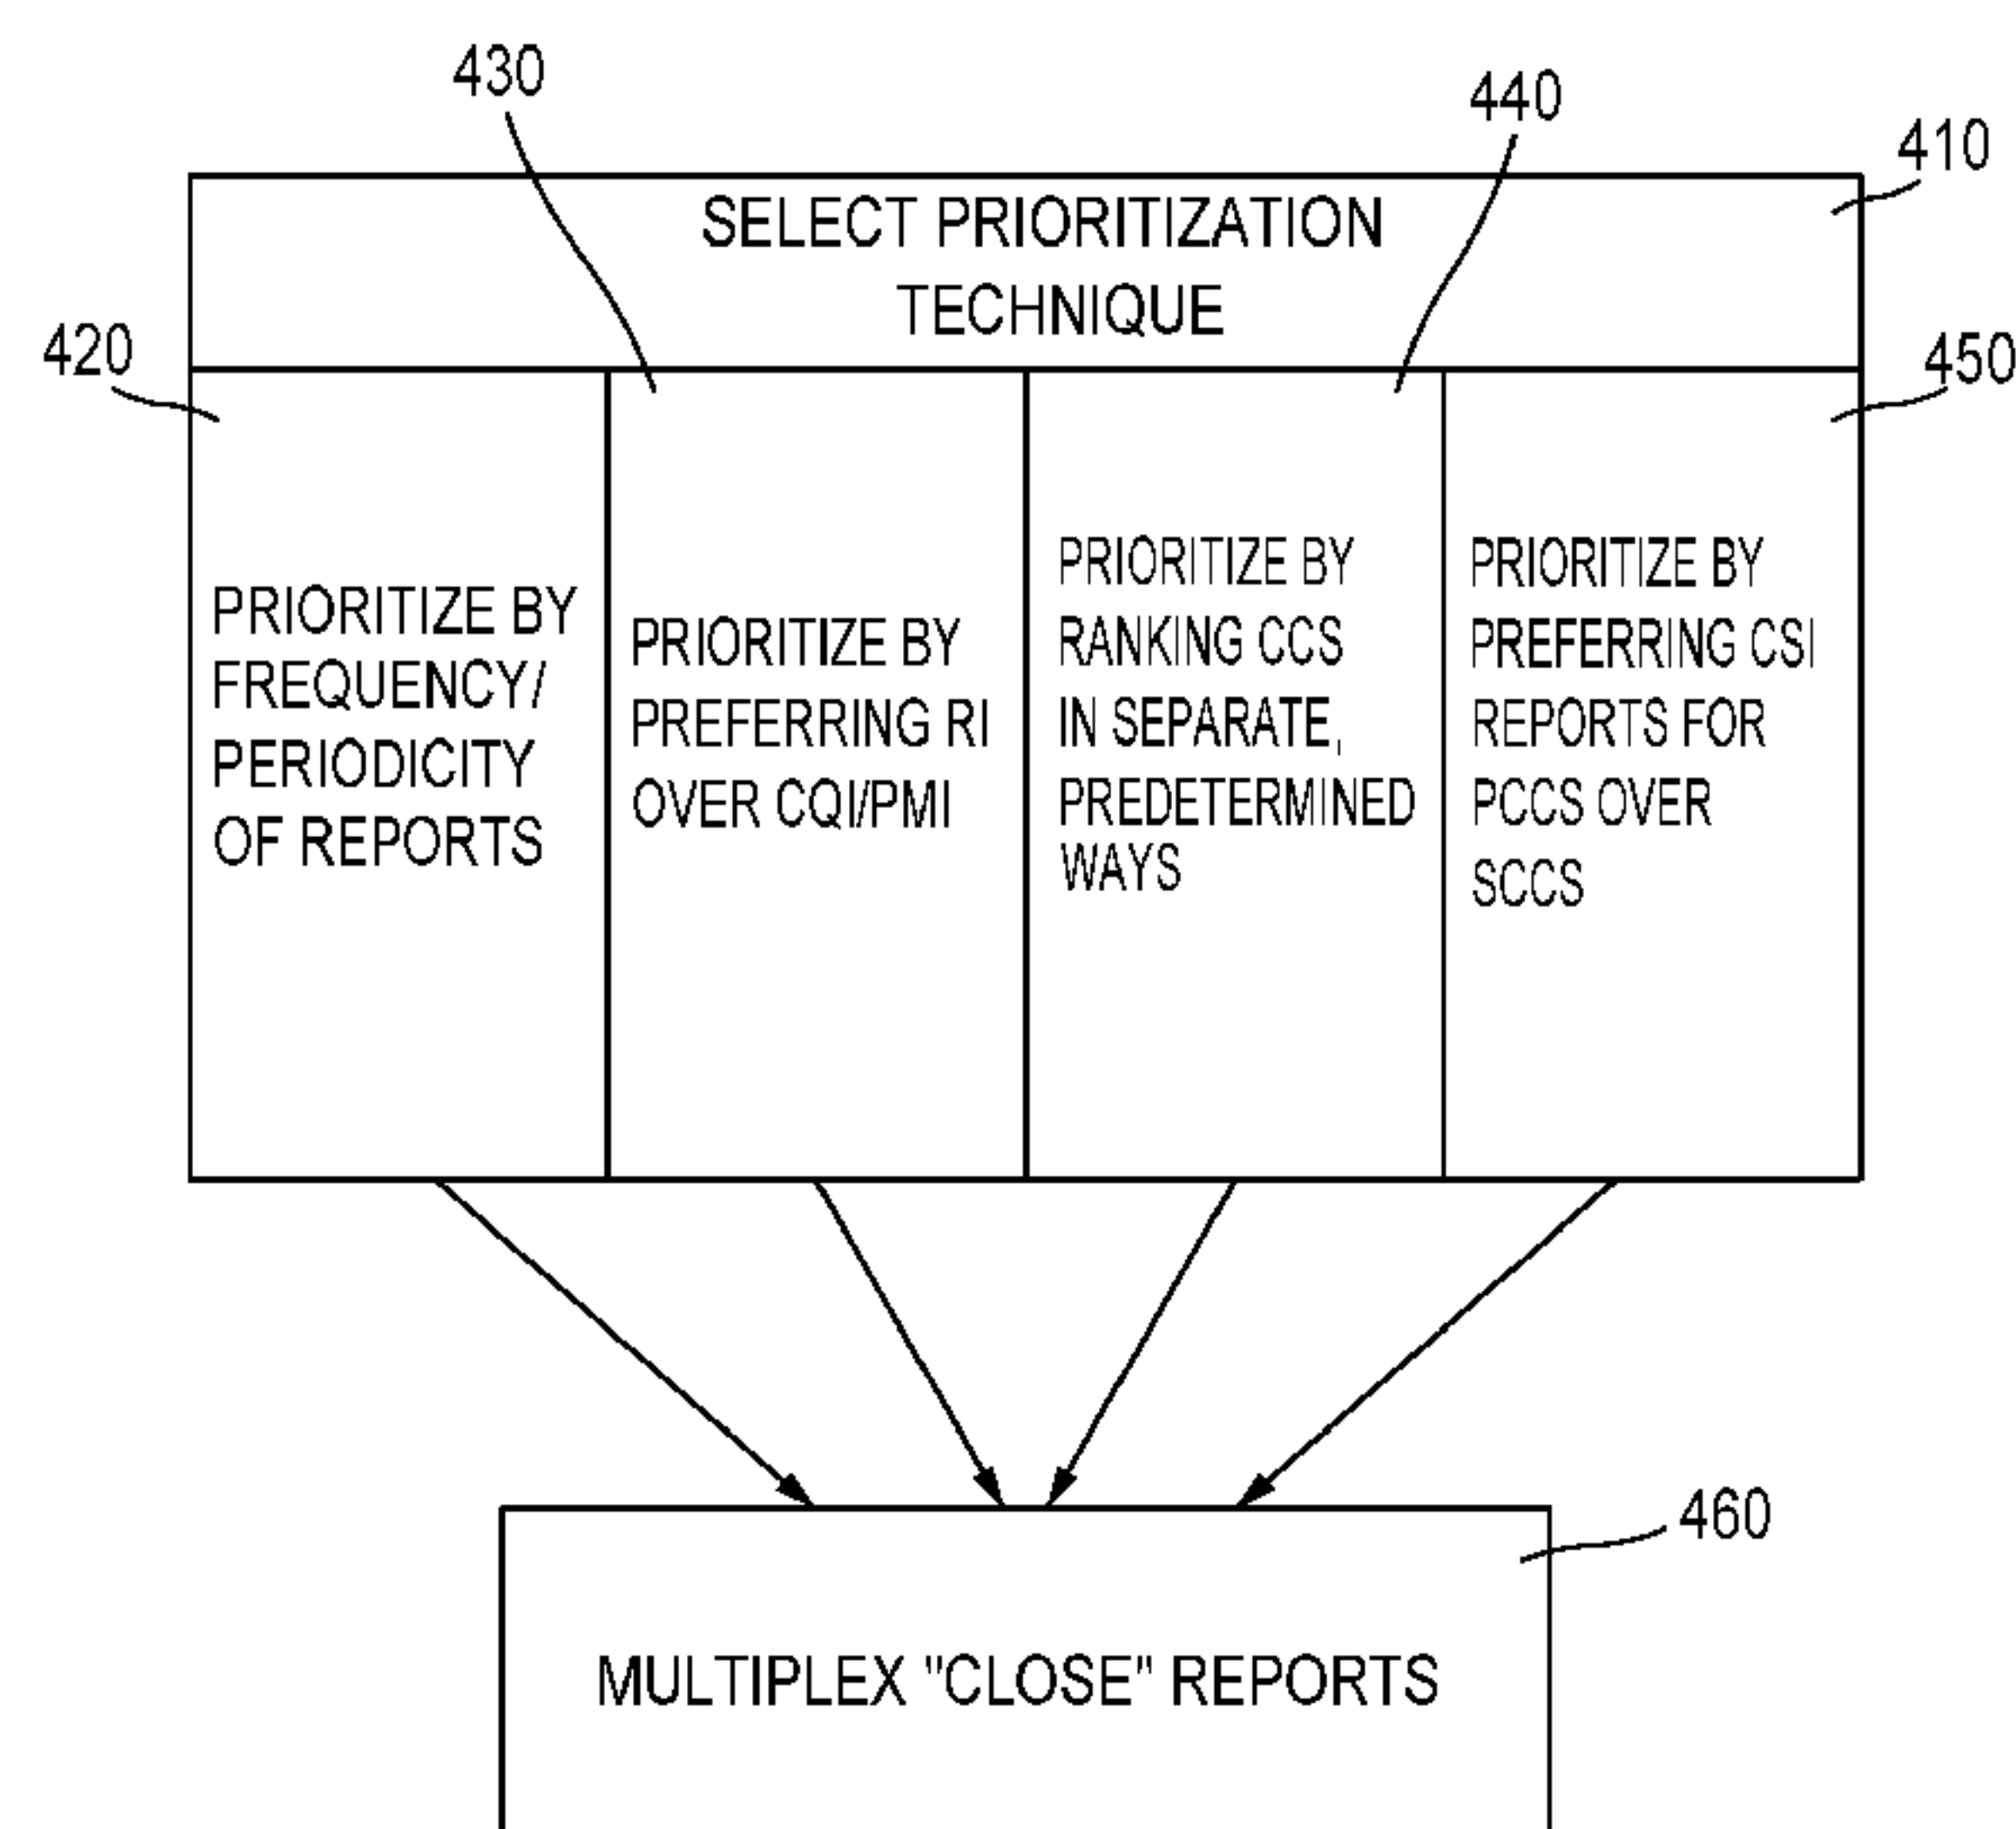 430
440
410
SELECT PRIORITIZATION
TECHNIQUE
420
450
PRIORITIZE BY
FREQUENCY/
PERIODICITY
OF REPORTS
PRIORITIZE BY
PREFERRING RI
OVER CQI/PMI
PRIORITIZE BY
RANKING CCS
IN SEPARATE,
PREDETERMINED
WAYS
PRIORITIZE BY
PREFERRING CSI
REPORTS FOR
PCCS OVER
SCCS
460
MULTIPLEX "CLOSE" REPORTS